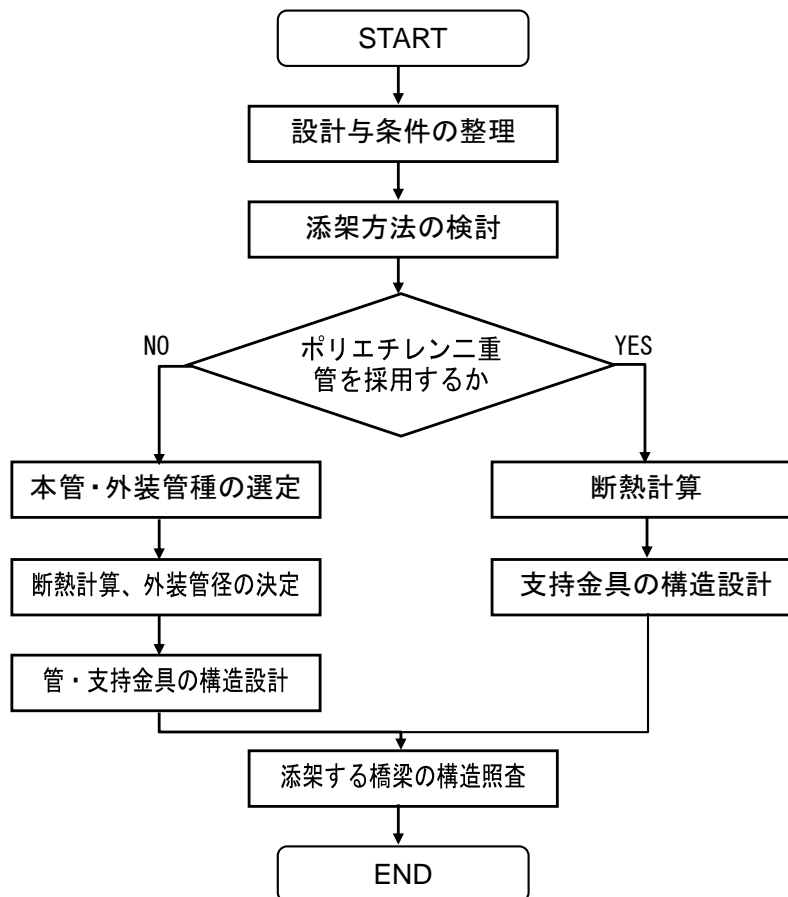 START
設計与条件の整理
添架方法の検討
ポリエチレン二重
管を採用するか
NO
YES
本管・外装管種の選定
断熱計算
断熱計算、外装管径の決定
支持金具の構造設計
管・支持金具の構造設計
添架する橋梁の構造照査
END